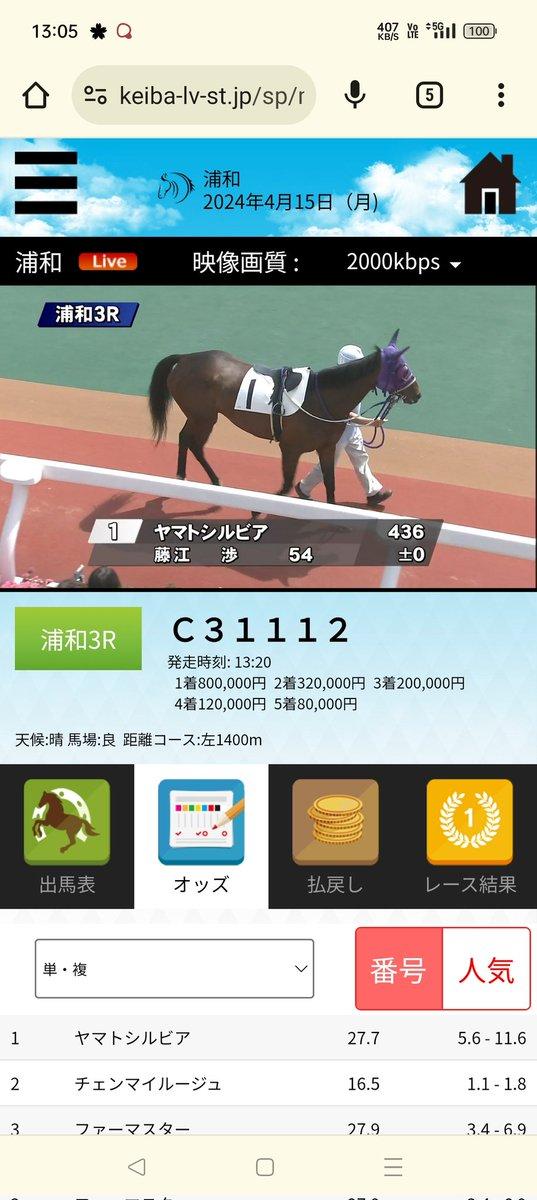 13:05 407 KB/S Vo LTE 5G 100
keiba-lv-st.jp/sp/r 5
浦和
2024年4月15日（月)
浦和 Live 映像画質 : 2000kbps
浦和3R
1
1 ヤマトシルビア 436
藤江 渉 54 ±0
浦和3R
Ｃ３１１１２
発走時刻: 13:20
1着800,000円 2着320,000円 3着200,000円
4着120,000円 5着80,000円
天候:晴 馬場:良 距離コース:左1400m
1
出馬表 オッズ 払戻し レース結果
単・複 番号 人気
1 ヤマトシルビア 27.7 5.6 - 11.6
2 チェンマイルージュ 16.5 1.1 - 1.8
3 ファーマスター 27.9 3.4 - 6.9